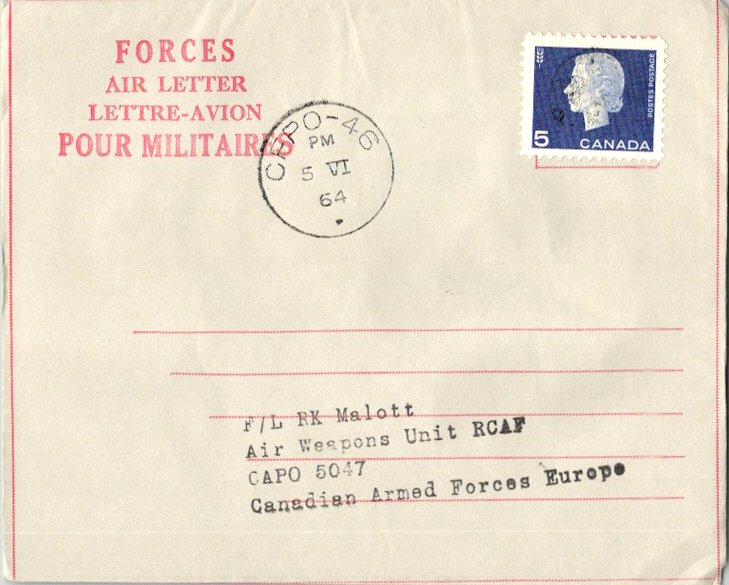 FORCES
AIR LETTER
LETTRE-AVION
POUR MILITAIRES
CFPO-46
PM
5 VI
64
5
CANADA
POSTES POSTAGE
F/L RK Malott
Air Weapons Unit RCAF
CAPO 5047
Canadian Armed Forces Europe